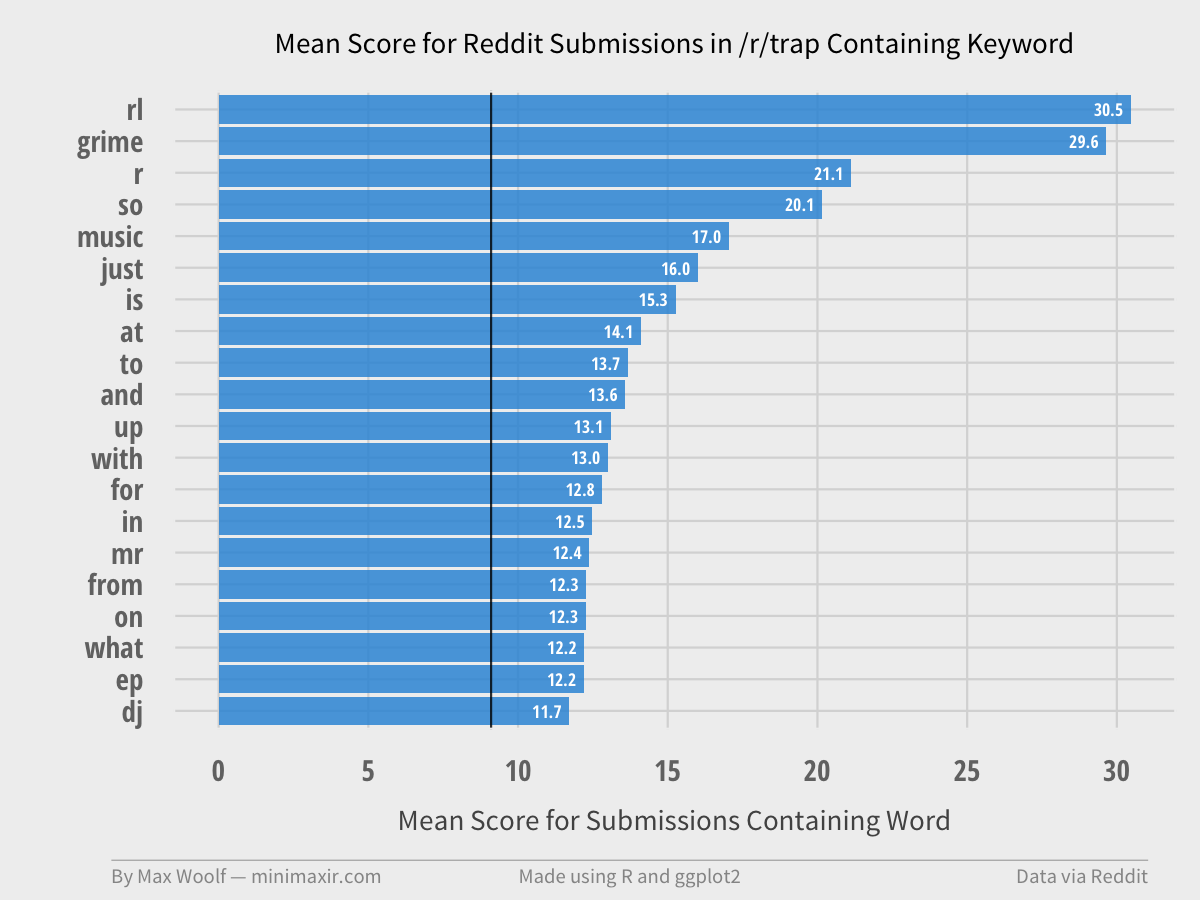 Mean Score for Reddit Submissions in /r/trap Containing Keyword
rl 30.5
grime 29.6
r 21.1
so 20.1
music 17.0
just 16.0
is 15.3
at 14.1
to 13.7
and 13.6
up 13.1
with 13.0
for 12.8
in 12.5
mr 12.4
from 12.3
on 12.3
what 12.2
ep 12.2
dj 11.7
0 5 10 15 20 25 30
Mean Score for Submissions Containing Word
By Max Woolf — minimaxir.com Made using R and ggplot2 Data via Reddit